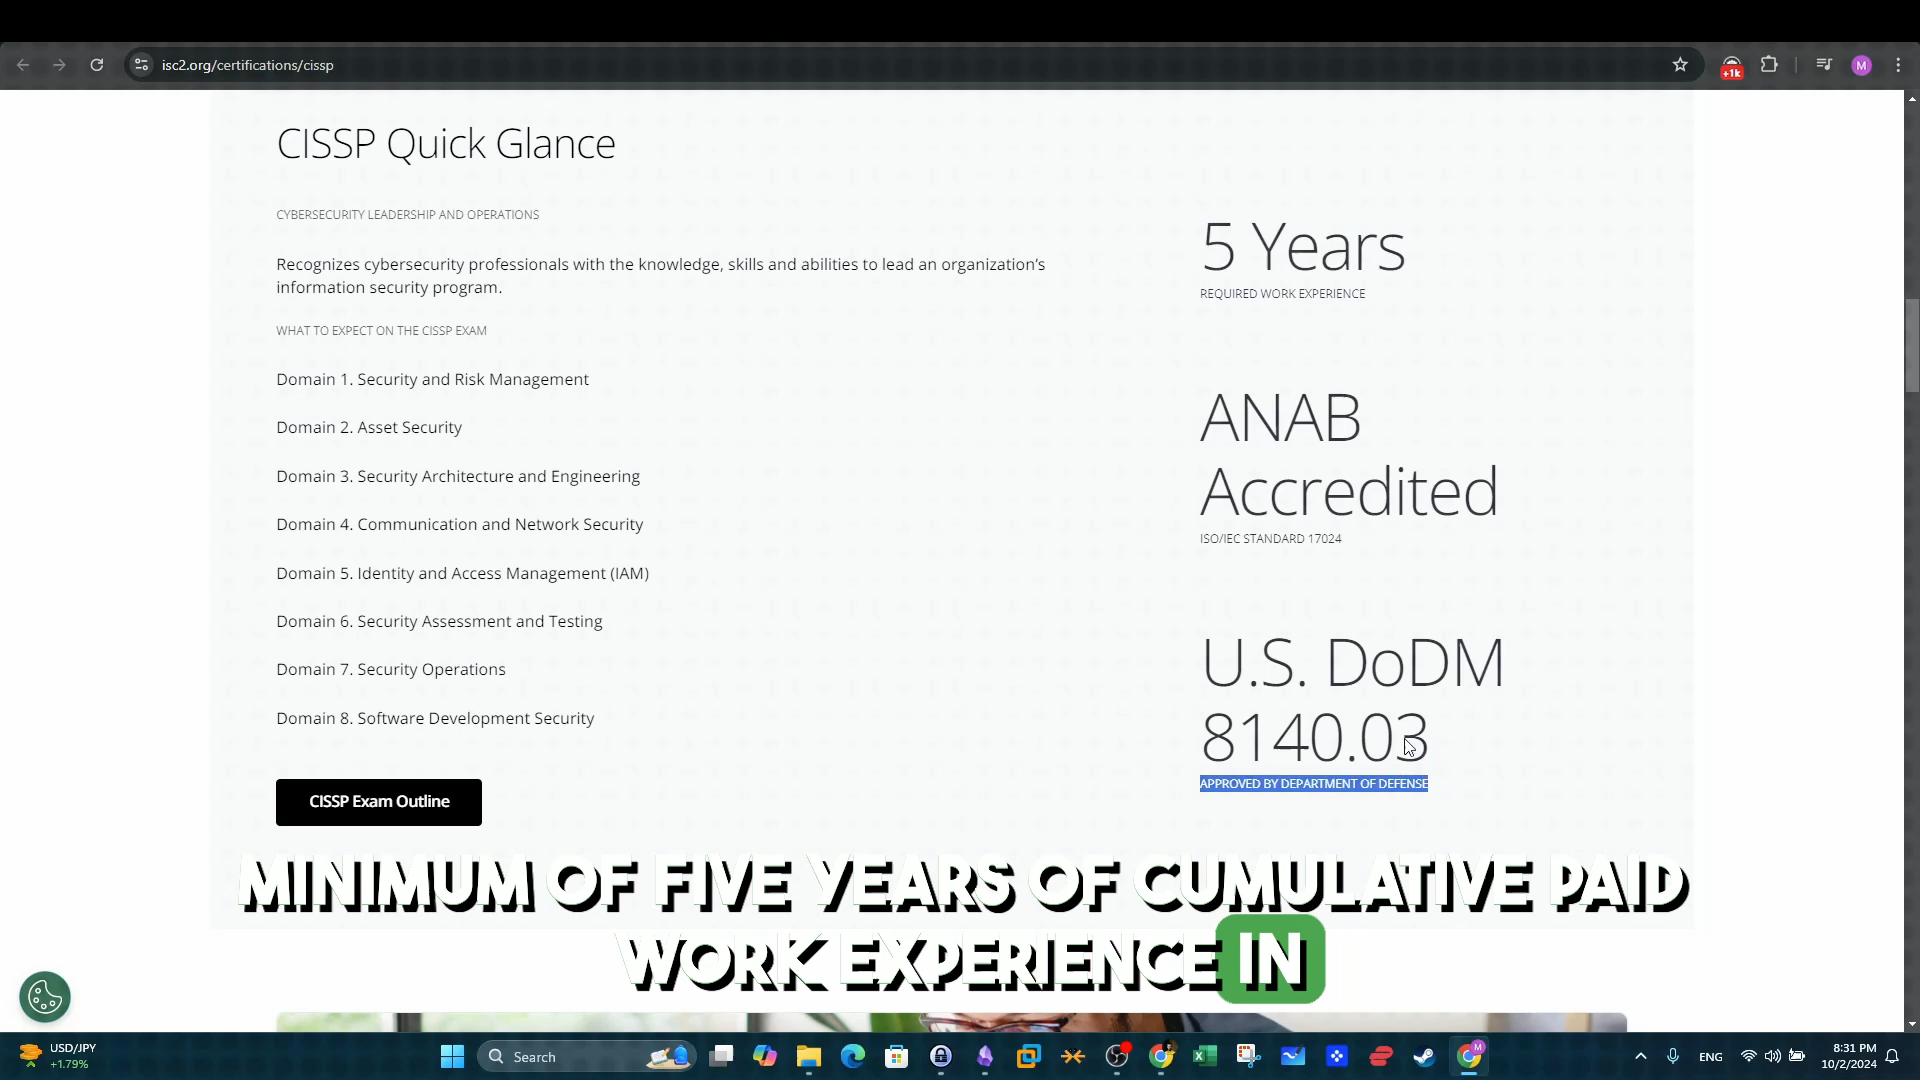 isc2.org/certifications/cissp
+1k
M
CISSP Quick Glance
CYBERSECURITY LEADERSHIP AND OPERATIONS
Recognizes cybersecurity professionals with the knowledge, skills and abilities to lead an organization's
information security program.
WHAT TO EXPECT ON THE CISSP EXAM
Domain 1. Security and Risk Management
Domain 2. Asset Security
Domain 3. Security Architecture and Engineering
Domain 4. Communication and Network Security
Domain 5. Identity and Access Management (IAM)
Domain 6. Security Assessment and Testing
Domain 7. Security Operations
Domain 8. Software Development Security
CISSP Exam Outline
5 Years
REQUIRED WORK EXPERIENCE
ANAB
Accredited
ISO/IEC STANDARD 17024
U.S. DoDM
8140.03
APPROVED BY DEPARTMENT OF DEFENSE
MINIMUM OF FIVE YEARS OF CUMULATIVE PAID
WORK EXPERIENCE IN
USD/JPY
+1.79%
Search
M
ENG
8:31 PM
10/2/2024